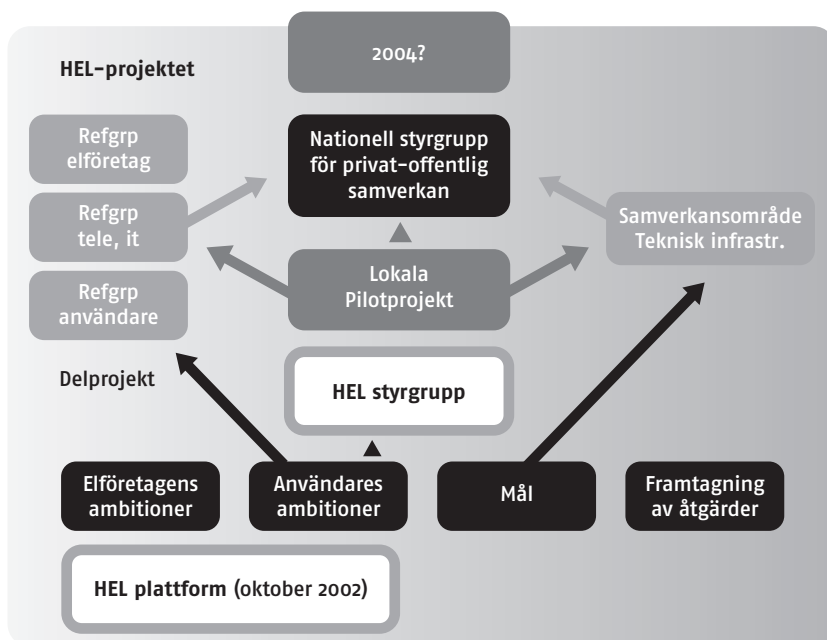 2004?
HEL-projektet
Refgrp
elföretag
Nationell styrgrupp
för privat-offentlig
samverkan
Refgrp
tele, it
Samverkansområde
Teknisk infrastr.
Lokala
Pilotprojekt
Refgrp
användare
Delprojekt
HEL styrgrupp
Elföretagens
ambitioner
Användares
ambitioner
Mål
Framtagning
av åtgärder
HEL plattform (oktober 2002)